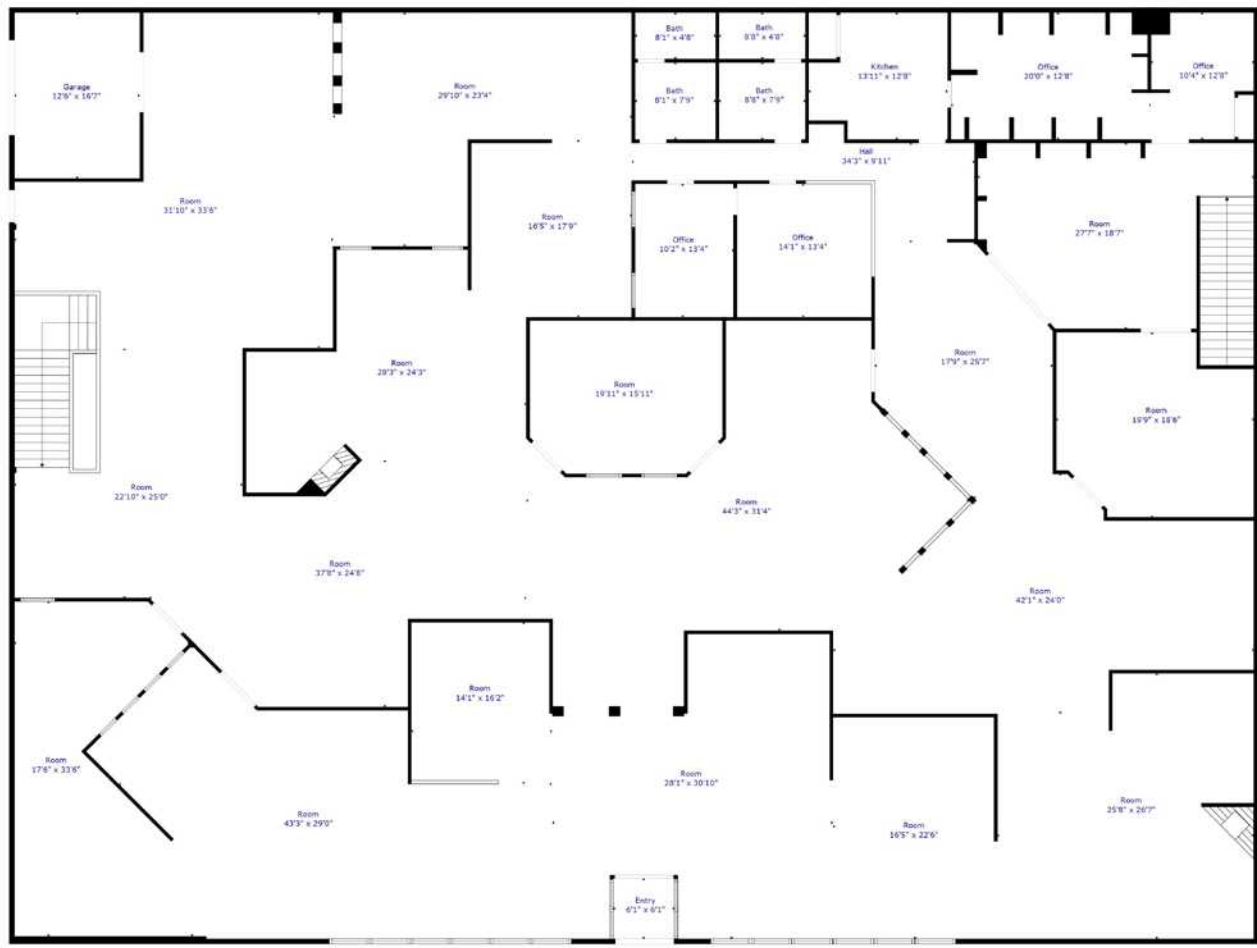 Bath
8'1" x 4'8"
Bath
8'8" x 4'8"
Garage
12'6" x 16'7"
Room
29'10" x 23'4"
Kitchen
13'11" x 12'8"
Office
20'0" x 12'8"
Office
10'4" x 12'8"
Bath
8'1" x 7'9"
Bath
8'8" x 7'9"
Hall
34'3" x 9'11"
Room
31'10" x 33'6"
Room
16'5" x 17'9"
Office
10'2" x 13'4"
Office
14'1" x 13'4"
Room
27'7" x 18'7"
Room
28'3" x 24'3"
Room
19'11" x 15'11"
Room
17'9" x 25'7"
Room
19'9" x 18'6"
Room
22'10" x 25'0"
Room
44'3" x 31'4"
Room
37'8" x 24'6"
Room
42'1" x 24'0"
Room
14'1" x 16'2"
Room
17'6" x 33'6"
Room
28'1" x 30'10"
Room
43'3" x 29'0"
Room
16'5" x 22'6"
Room
25'8" x 26'7"
Entry
6'1" x 6'1"